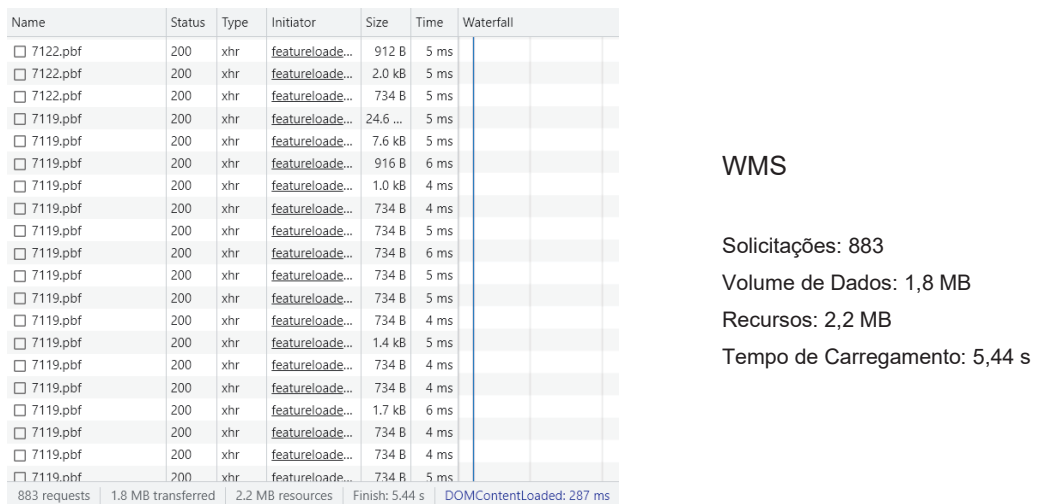 Name Status Type Initiator Size Time Waterfall
7122.pbf 200 xhr featureloade... 912 B 5 ms
7122.pbf 200 xhr featureloade... 2.0 kB 5 ms
7122.pbf 200 xhr featureloade... 734 B 5 ms
7119.pbf 200 xhr featureloade... 24.6 ... 5 ms
7119.pbf 200 xhr featureloade... 7.6 kB 5 ms
7119.pbf 200 xhr featureloade... 916 B 6 ms
7119.pbf 200 xhr featureloade... 1.0 kB 4 ms
7119.pbf 200 xhr featureloade... 734 B 4 ms
7119.pbf 200 xhr featureloade... 734 B 5 ms
7119.pbf 200 xhr featureloade... 734 B 6 ms
7119.pbf 200 xhr featureloade... 734 B 5 ms
7119.pbf 200 xhr featureloade... 734 B 5 ms
7119.pbf 200 xhr featureloade... 734 B 4 ms
7119.pbf 200 xhr featureloade... 1.4 kB 5 ms
7119.pbf 200 xhr featureloade... 734 B 4 ms
7119.pbf 200 xhr featureloade... 734 B 4 ms
7119.pbf 200 xhr featureloade... 1.7 kB 6 ms
7119.pbf 200 xhr featureloade... 734 B 4 ms
7119.pbf 200 xhr featureloade... 734 B 4 ms
7119.pbf 200 xhr featureloade... 734 B 5 ms
883 requests 1.8 MB transferred 2.2 MB resources Finish: 5.44 s DOMContentLoaded: 287 ms
WMS
Solicitações: 883
Volume de Dados: 1,8 MB
Recursos: 2,2 MB
Tempo de Carregamento: 5,44 s